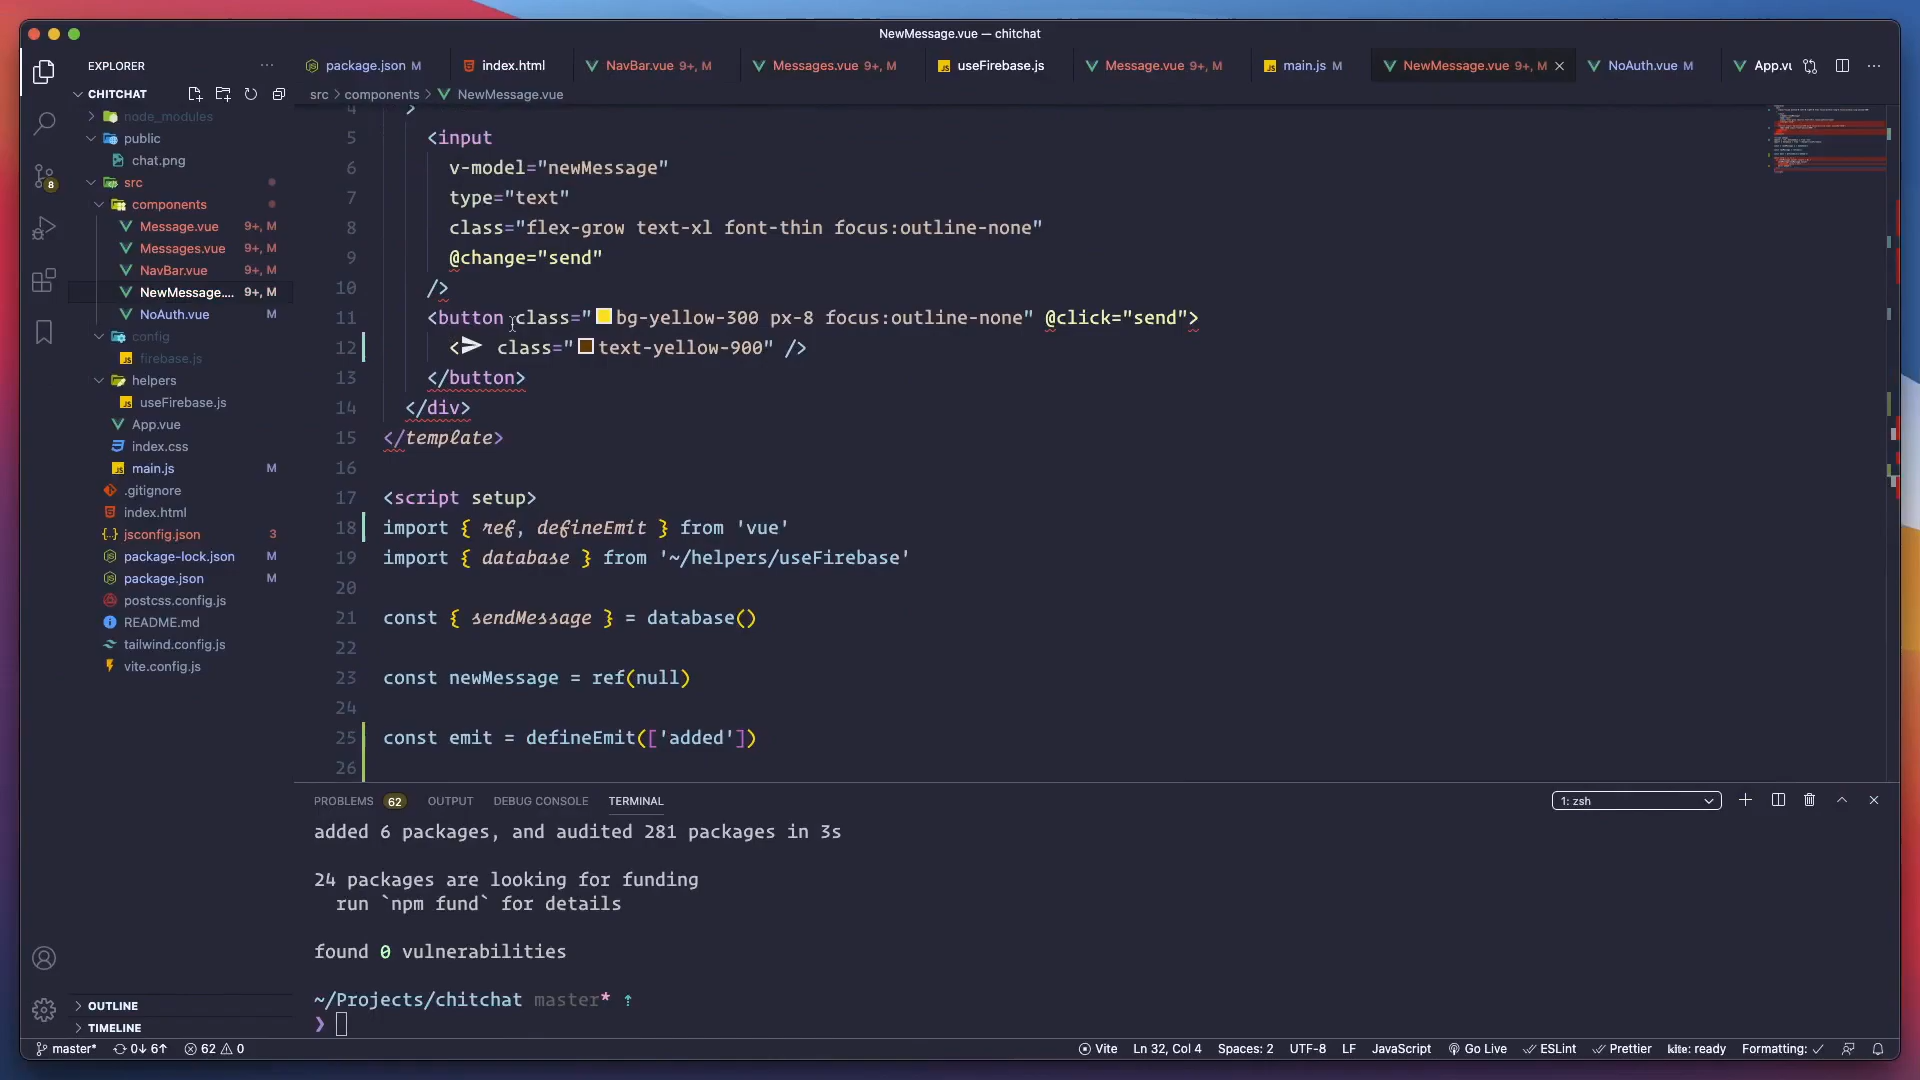 NewMessage.vue — chitchat
EXPLORER
package.json M
index.html
NavBar.vue 9+, M
Messages.vue 9+, M
useFirebase.js
Message.vue 9+, M
main.js M
NewMessage.vue 9+, M
NoAuth.vue M
App.vu
CHITCHAT
src > components > NewMessage.vue
node_modules
public
chat.png
src
components
Message.vue 9+, M
Messages.vue 9+, M
NavBar.vue 9+, M
NewMessage.... 9+, M
NoAuth.vue M
config
firebase.js
helpers
useFirebase.js
App.vue
index.css
main.js M
.gitignore
index.html
jsconfig.json 3
package-lock.json M
package.json M
postcss.config.js
README.md
tailwind.config.js
vite.config.js
OUTLINE
TIMELINE
8
4 >
5 <input
6 v-model="newMessage"
7 type="text"
8 class="flex-grow text-xl font-thin focus:outline-none"
9 @change="send"
10 />
11 <button class="bg-yellow-300 px-8 focus:outline-none" @click="send">
12 <➤ class="text-yellow-900" />
13 </button>
14 </div>
15 </template>
16
17 <script setup>
18 import { ref, defineEmit } from 'vue'
19 import { database } from '~/helpers/useFirebase'
20
21 const { sendMessage } = database()
22
23 const newMessage = ref(null)
24
25 const emit = defineEmit(['added'])
26
PROBLEMS 62 OUTPUT DEBUG CONSOLE TERMINAL
1: zsh
added 6 packages, and audited 281 packages in 3s
24 packages are looking for funding
run `npm fund` for details
found 0 vulnerabilities
~/Projects/chitchat master* ↑
❯
master* 0↓ 6↑ 62 0
Vite Ln 32, Col 4 Spaces: 2 UTF-8 LF JavaScript Go Live ESLint Prettier kite: ready Formatting: ✓